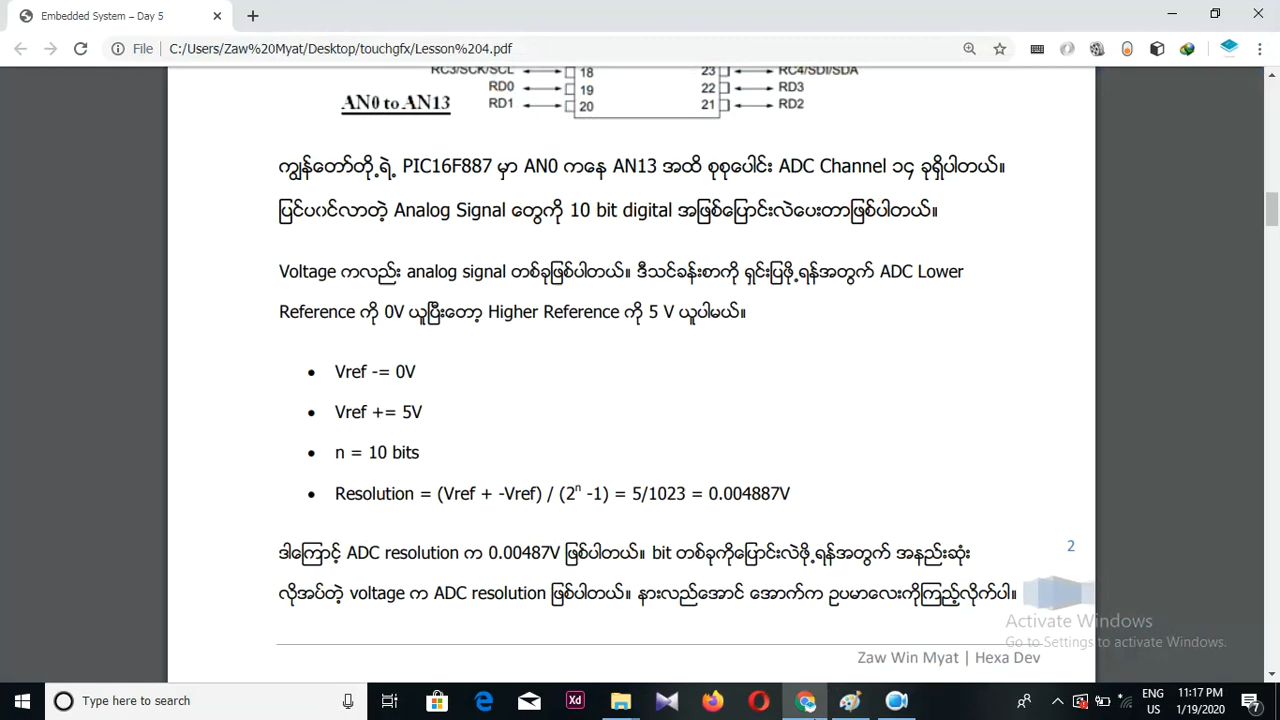 Embedded System – Day 5
File
C:/Users/Zaw%20Myat/Desktop/touchgfx/Lesson%204.pdf
RC3/SCK/SCL 18 23 RC4/SDI/SDA
RD0 19 22 RD3
AN0 to AN13 RD1 20 21 RD2
ကျွန်တော်တို့ရဲ့ PIC16F887 မှာ AN0 ကနေ AN13 အထိ စုစုပေါင်း ADC Channel ၁၄ ခုရှိပါတယ်။
ပြင်ပဂင်လာတဲ့ Analog Signal တွေကို 10 bit digital အဖြစ်ပြောင်းလဲပေးတာဖြစ်ပါတယ်။
Voltage ကလည်း analog signal တစ်ခုဖြစ်ပါတယ်။ ဒီသင်ခန်းစာကို ရှင်းပြဖို့ရန်အတွက် ADC Lower
Reference ကို 0V ယူပြီးတော့ Higher Reference ကို 5 V ယူပါမယ်။
• Vref -= 0V
• Vref += 5V
• n = 10 bits
• Resolution = (Vref + -Vref) / (2ⁿ -1) = 5/1023 = 0.004887V
ဒါကြောင့် ADC resolution က 0.00487V ဖြစ်ပါတယ်။ bit တစ်ခုကိုပြောင်းလဲဖို့ရန်အတွက် အနည်းဆုံး
လိုအပ်တဲ့ voltage က ADC resolution ဖြစ်ပါတယ်။ နားလည်အောင် အောက်က ဥပမာလေးကိုကြည့်လိုက်ပါ။
2
Activate Windows
Go to Settings to activate Windows.
Zaw Win Myat | Hexa Dev
Type here to search
Xd
ENG
US
11:17 PM
1/19/2020
7